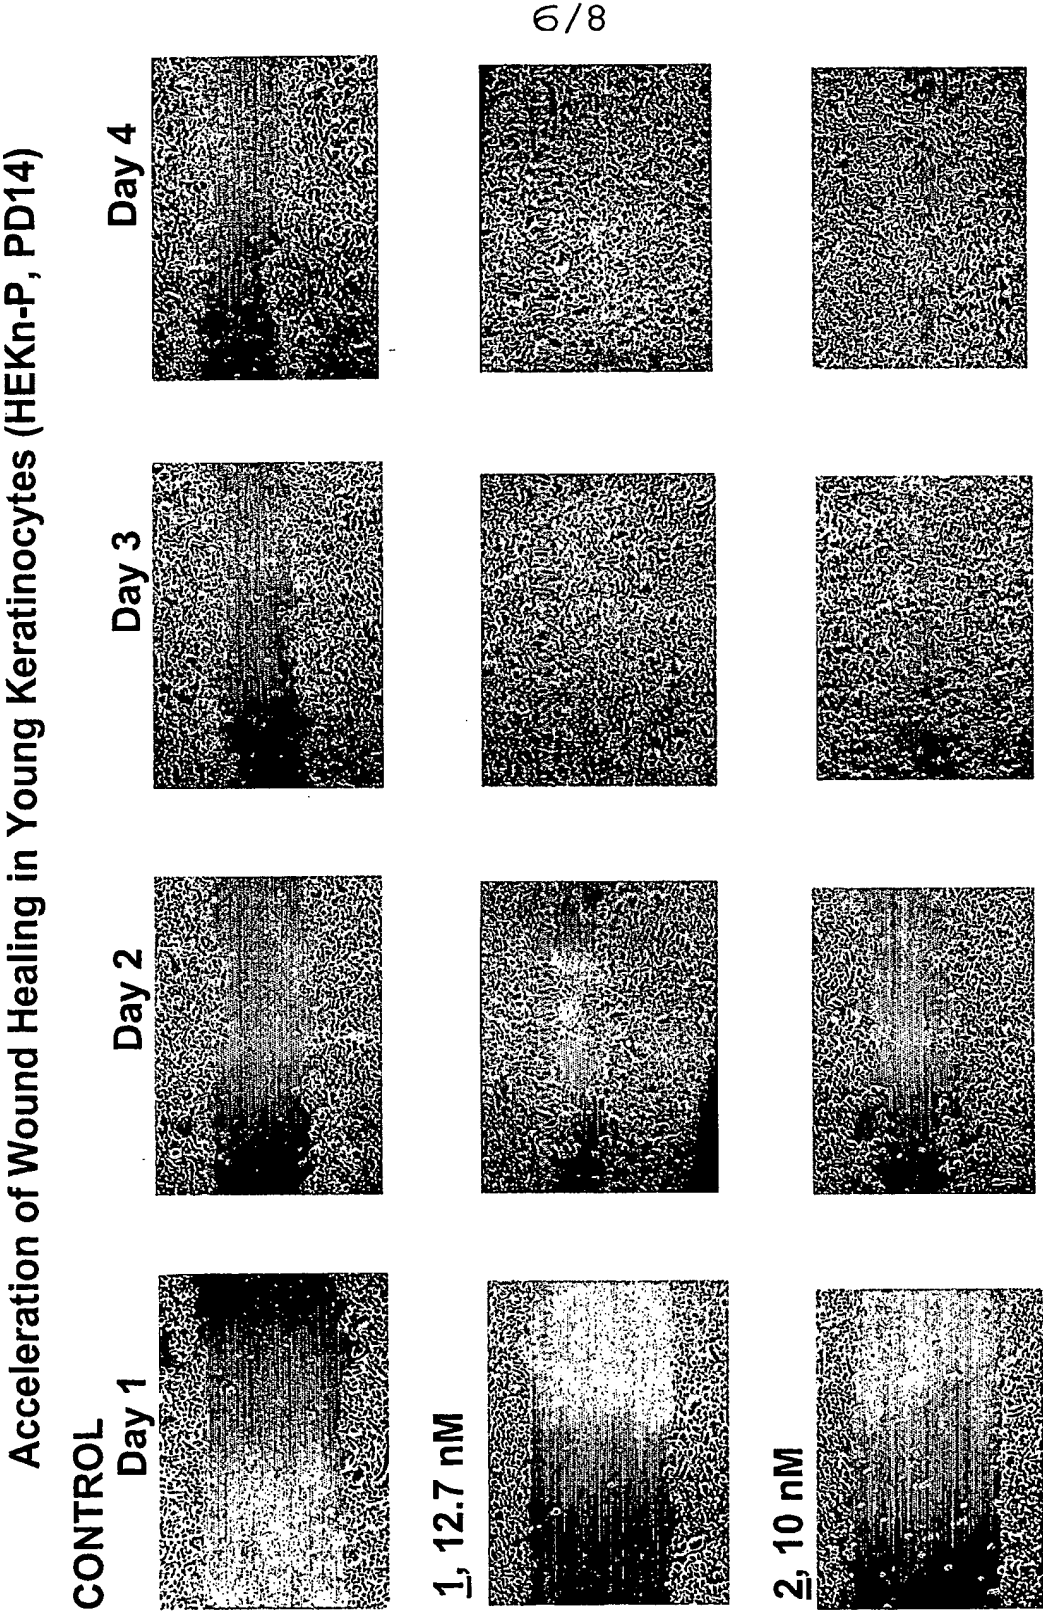 6/8
Acceleration of Wound Healing in Young Keratinocytes (HEKn-P, PD14)
CONTROL
Day 1
Day 2
Day 3
Day 4
1, 12.7 nM
2, 10 nM